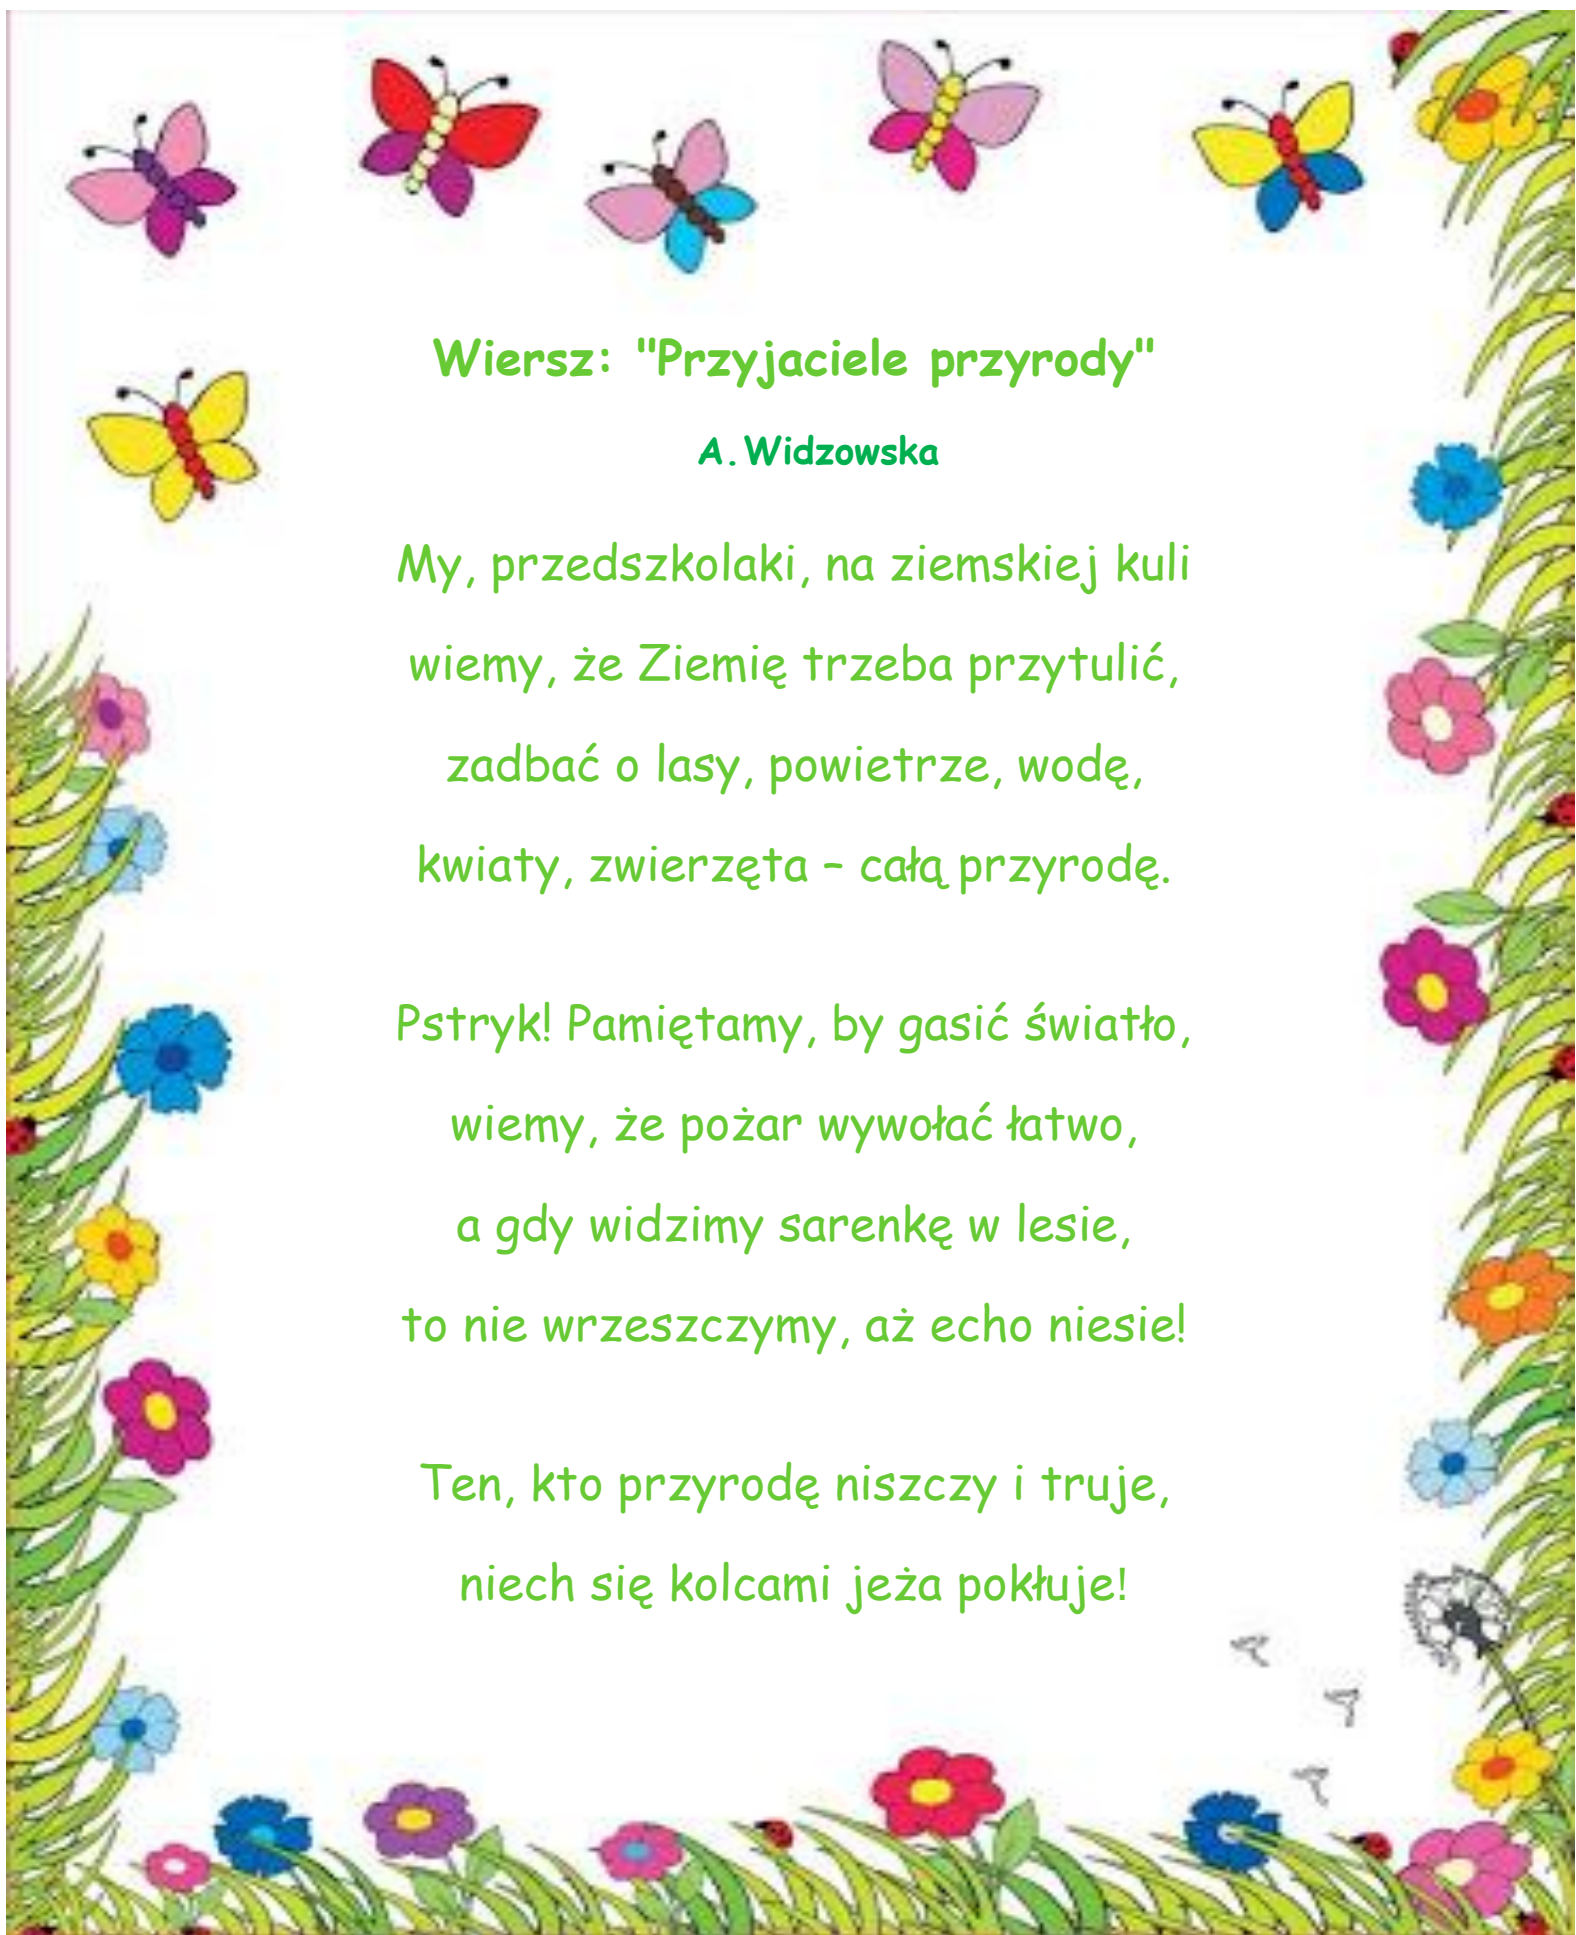 Wiersz: "Przyjaciele przyrody"
A.Widzowska
My, przedszkolaki, na ziemskiej kuli
wiemy, że Ziemię trzeba przytulić,
zadbać o lasy, powietrze, wodę,
kwiaty, zwierzęta – całą przyrodę.
Pstryk! Pamiętamy, by gasić światło,
wiemy, że pożar wywołać łatwo,
a gdy widzimy sarenkę w lesie,
to nie wrzeszczymy, aż echo niesie!
Ten, kto przyrodę niszczy i truje,
niech się kolcami jeża pokłuje!